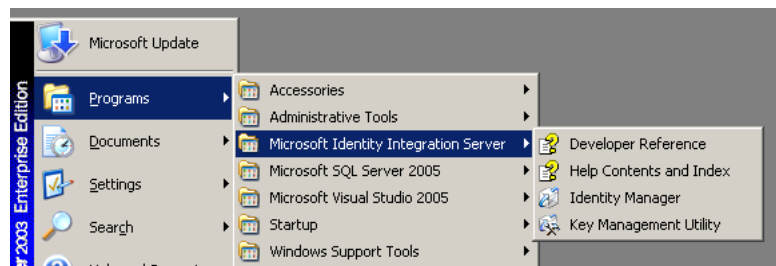 Microsoft Update
Programs
Documents
Settings
Search
2003 Enterprise Edition
Accessories
Administrative Tools
Microsoft Identity Integration Server
Microsoft SQL Server 2005
Microsoft Visual Studio 2005
Startup
Windows Support Tools
Developer Reference
Help Contents and Index
Identity Manager
Key Management Utility